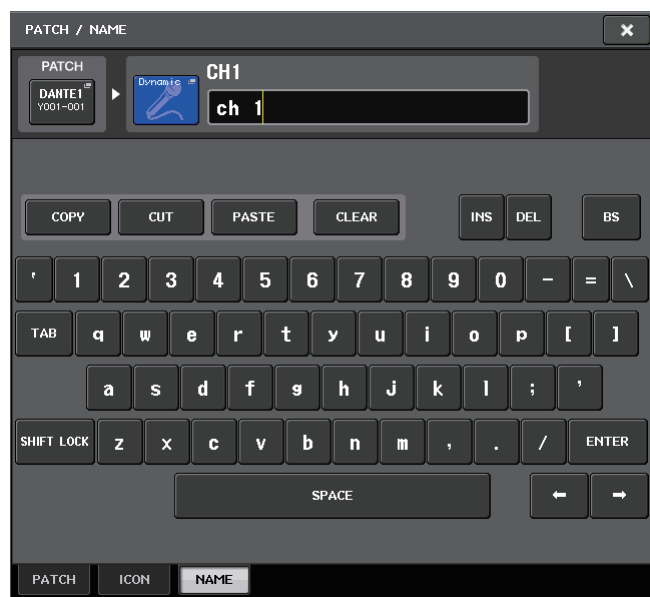 PATCH / NAME
PATCH
DANTE1
Y001-001
Dynamic
CH1
ch 1
COPY CUT PASTE CLEAR INS DEL BS
' 1 2 3 4 5 6 7 8 9 0 - = \
TAB q w e r t y u i o p [ ]
a s d f g h j k l ; '
SHIFT LOCK z x c v b n m , . / ENTER
SPACE ← →
PATCH ICON NAME